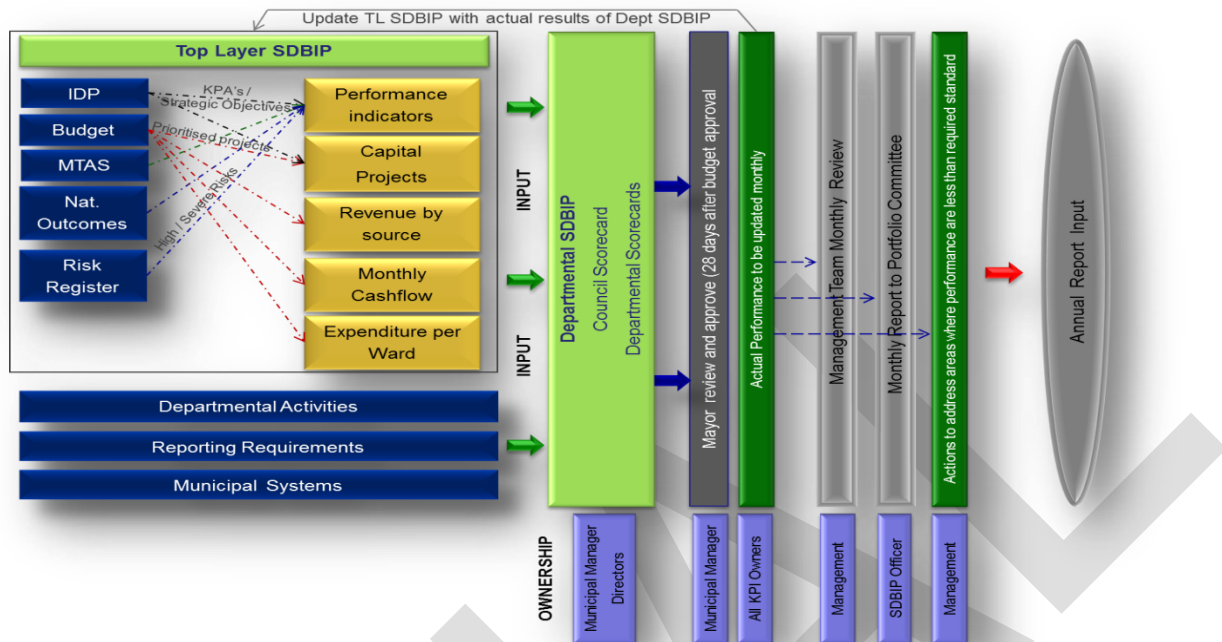 Update TL SDBIP with actual results of Dept SDBIP
Top Layer SDBIP
IDP
Budget
MTAS
Nat.
Outcomes
Risk
Register
KPA's /
Strategic Objectives
Prioritised projects
High / Severe Risks
Performance
indicators
Capital
Projects
Revenue by
source
Monthly
Cashflow
Expenditure per
Ward
Departmental Activities
Reporting Requirements
Municipal Systems
INPUT
INPUT
Departmental SDBIP
Council Scorecard
Departmental Scorecards
Mayor review and approve (28 days after budget approval
Actual Performance to be updated monthly
Management Team Monthly Review
Monthly Report to Portfolio Committee
Actions to address areas where performance are less than required standard
Annual Report Input
OWNERSHIP
Municipal Manager
Directors
Municipal Manager
All KPI Owners
Management
SDBIP Officer
Management